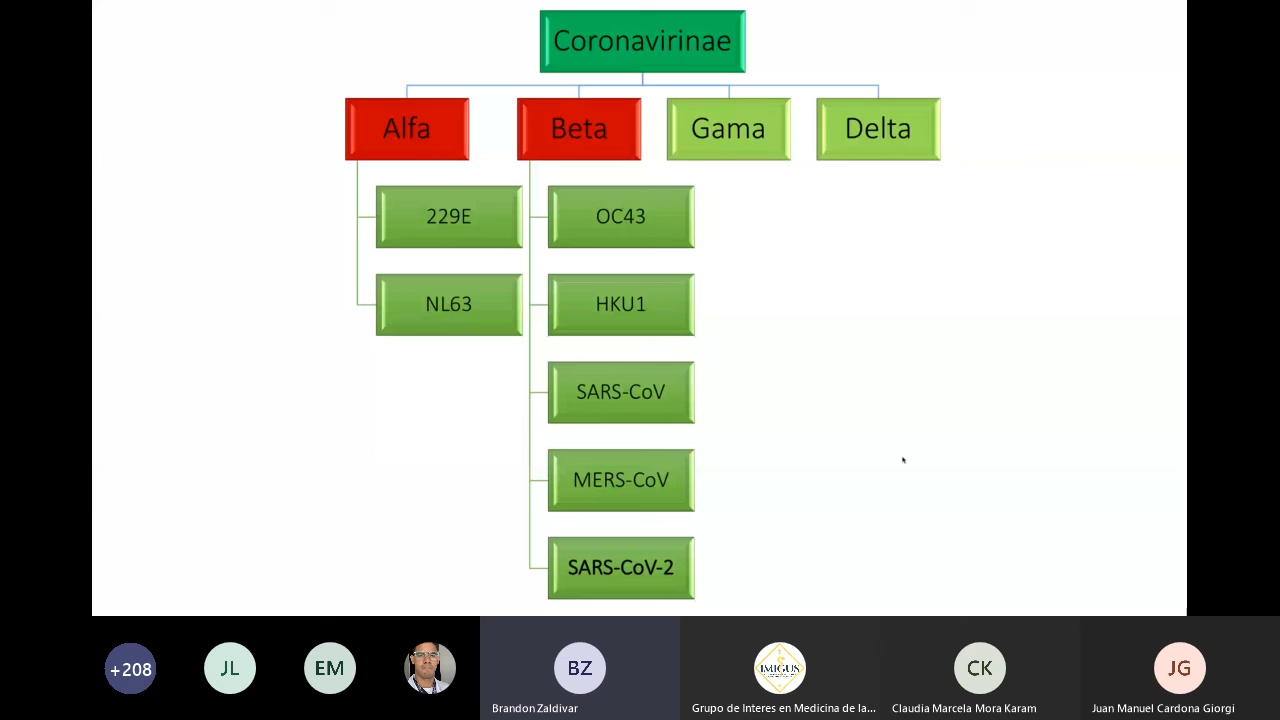 Coronavirinae
Alfa
Beta
Gama
Delta
229E
OC43
NL63
HKU1
SARS-CoV
MERS-CoV
SARS-CoV-2
+208
JL
EM
BZ
IMIGUS
CK
JG
Brandon Zaldivar
Grupo de Interes en Medicina de la...
Claudia Marcela Mora Karam
Juan Manuel Cardona Giorgi